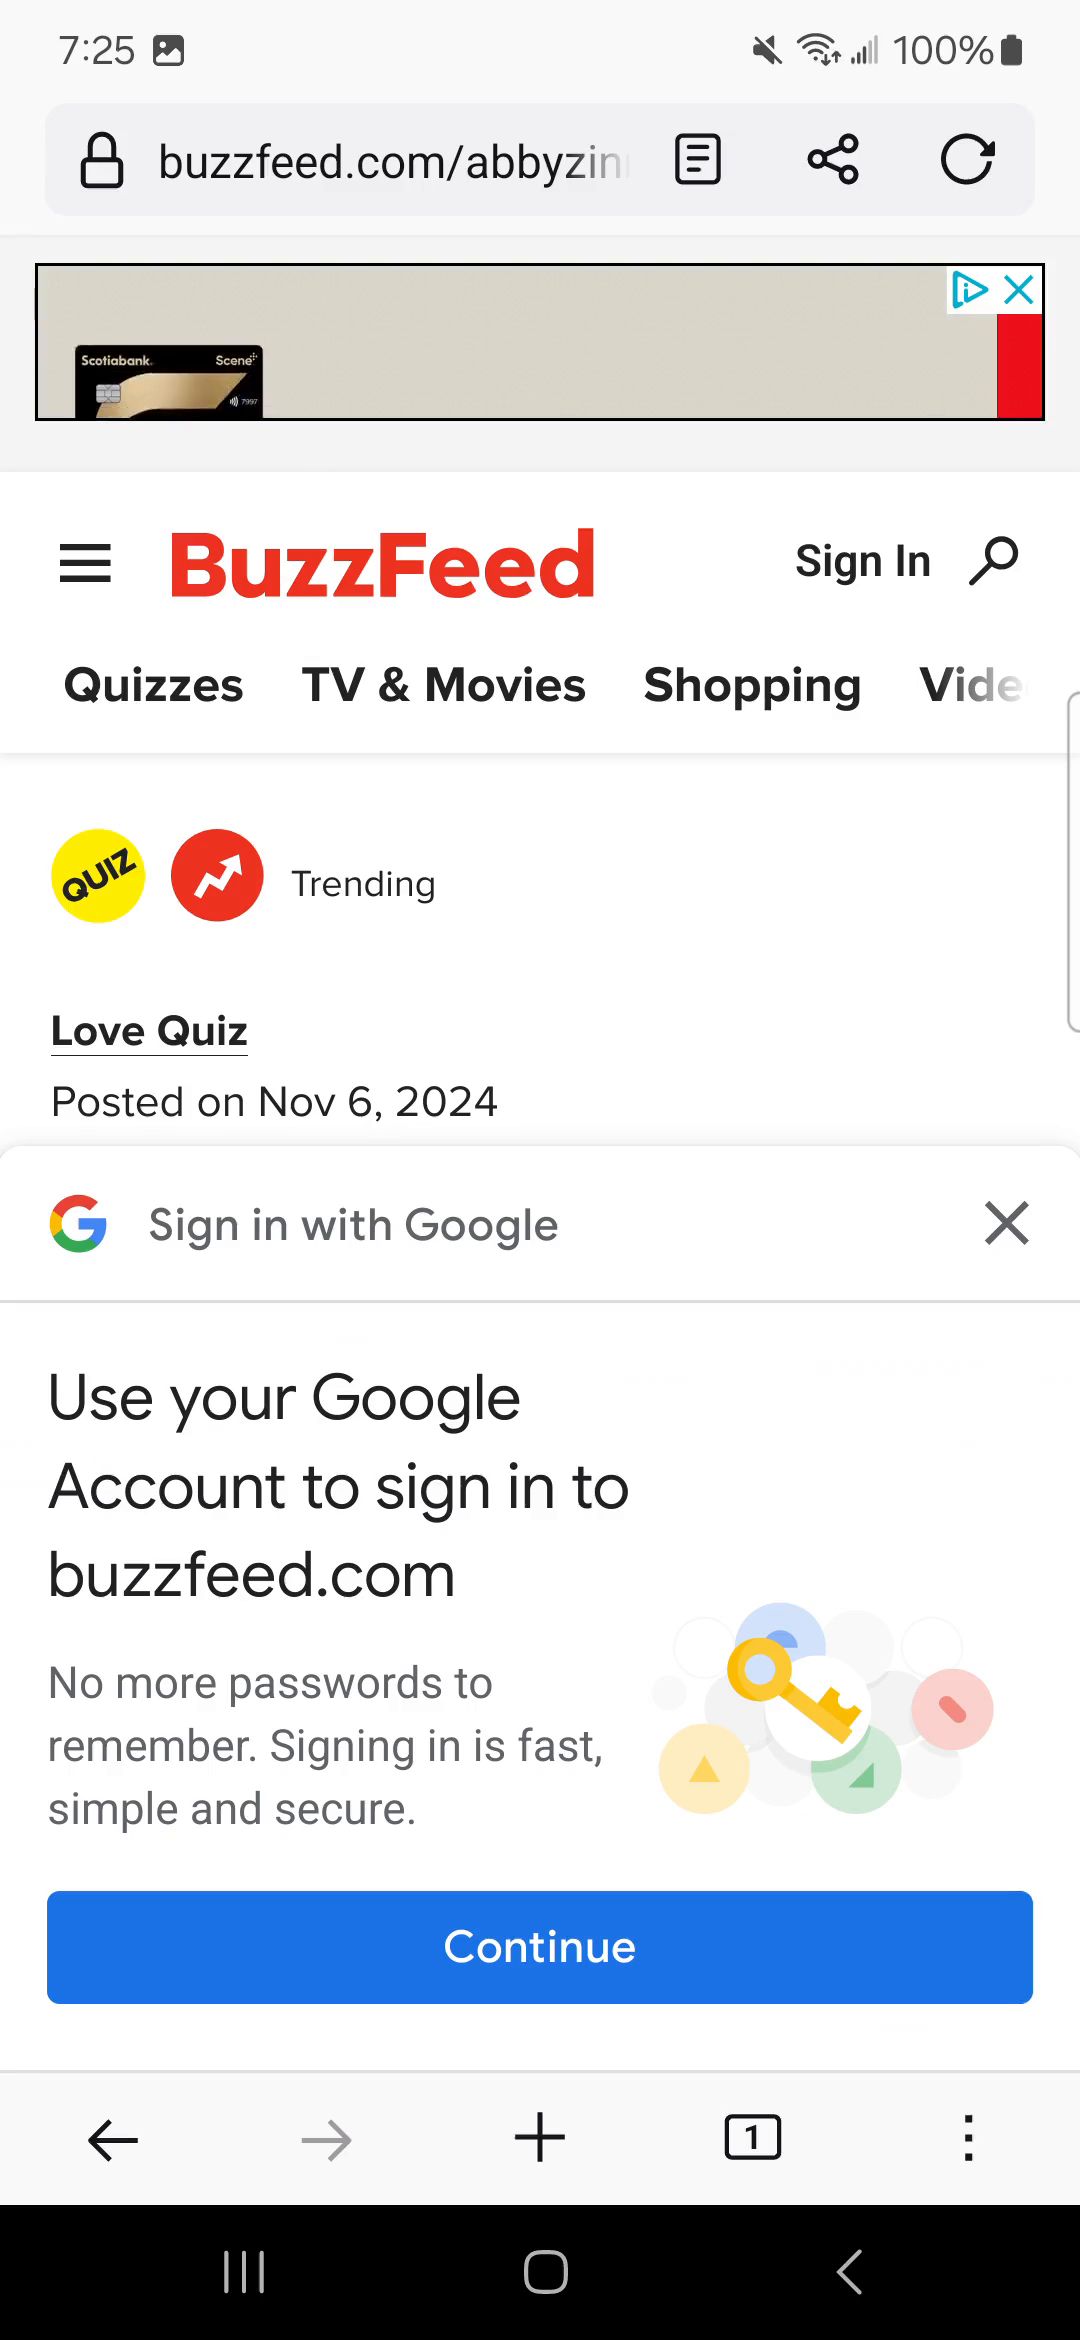 7:25
100%
buzzfeed.com/abbyzin
Scotiabank
Scene+
7997
BuzzFeed
Sign In
Quizzes
TV & Movies
Shopping
Vide
QUIZ
Trending
Love Quiz
Posted on Nov 6, 2024
Sign in with Google
Use your Google
Account to sign in to
buzzfeed.com
No more passwords to
remember. Signing in is fast,
simple and secure.
Continue
1